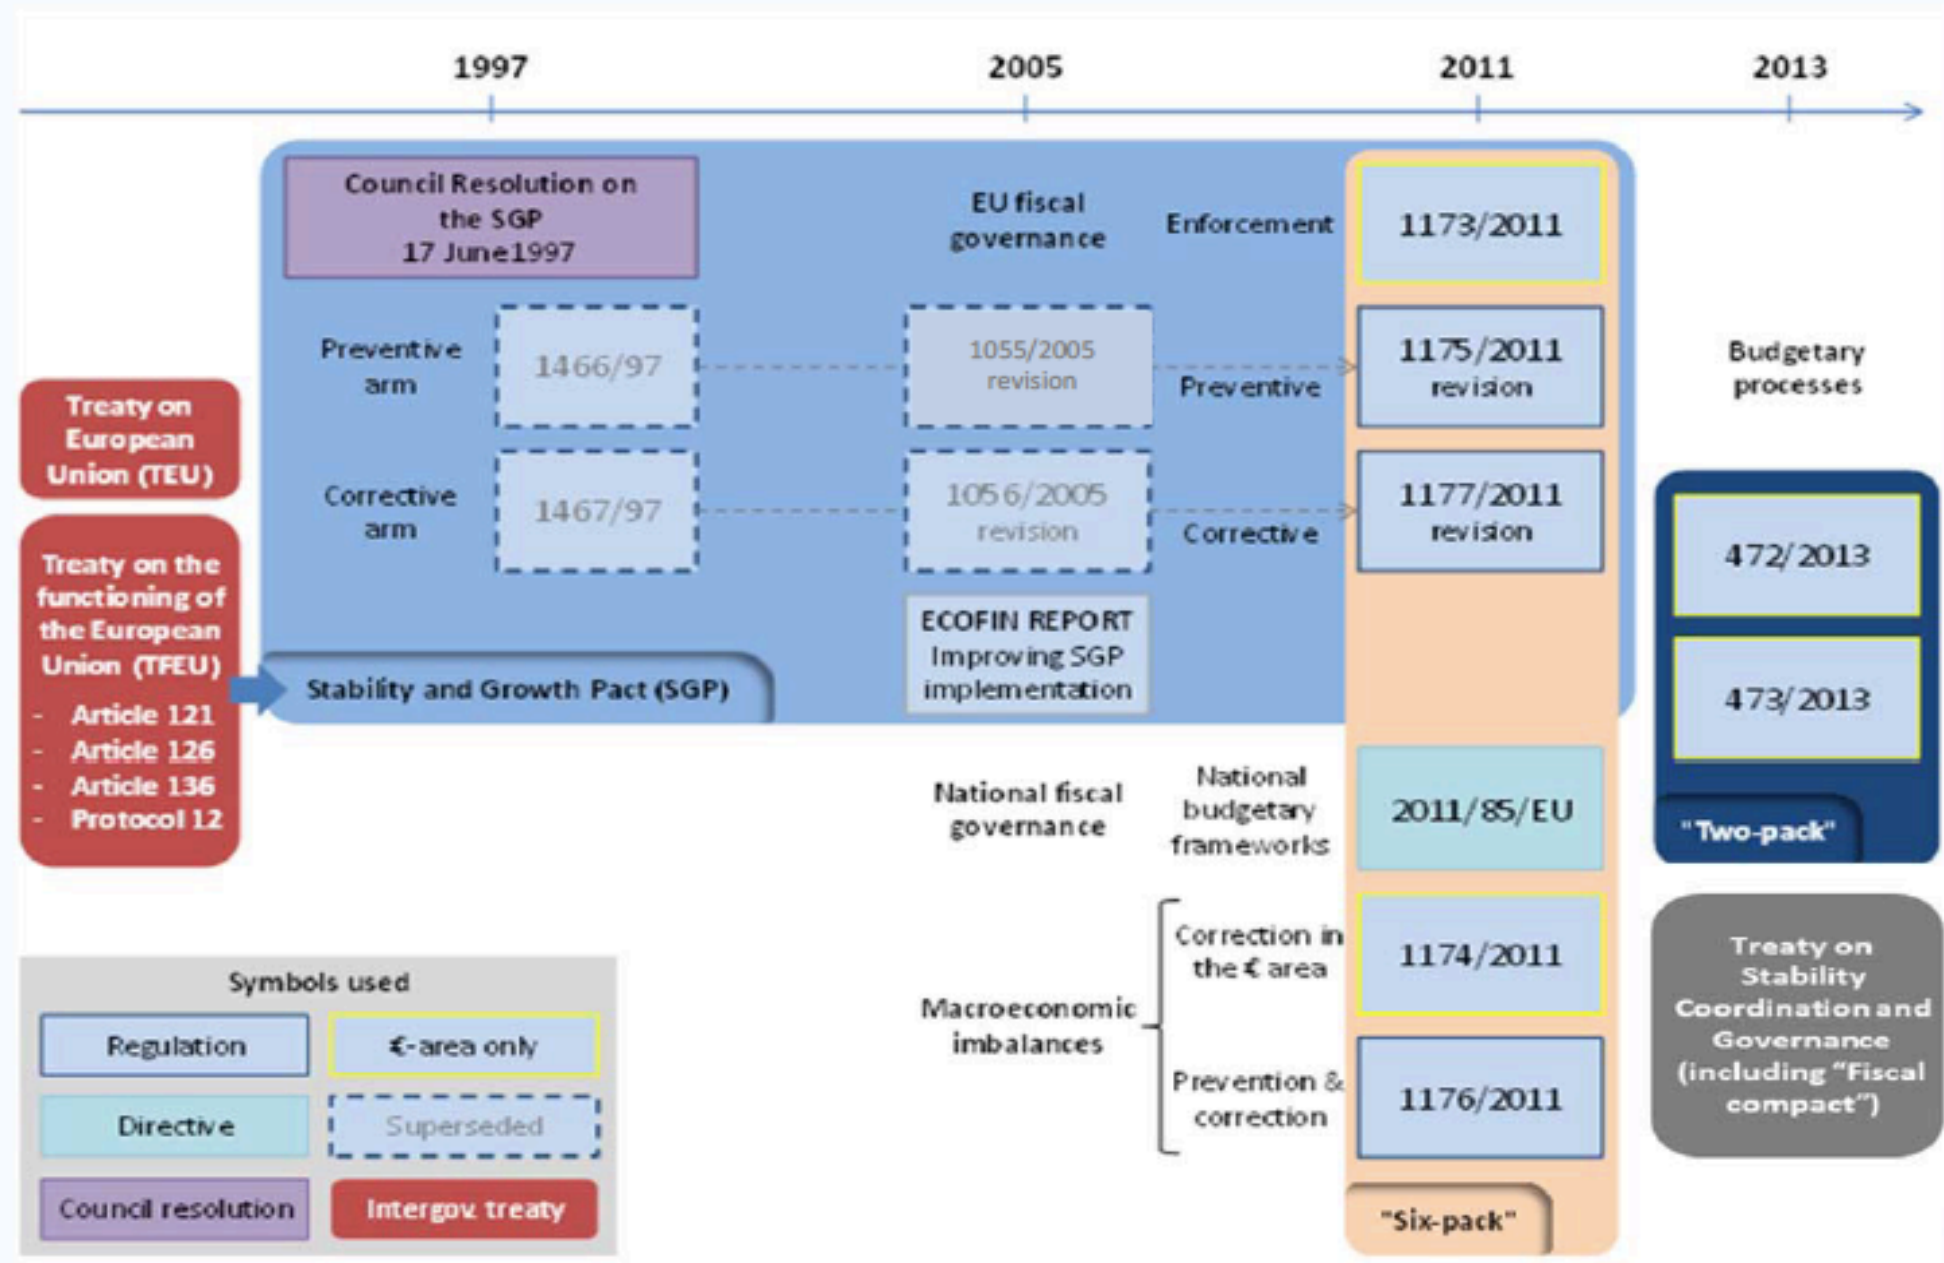 1997
2005
2011
2013
Council Resolution on
the SGP
17 June1997
EU fiscal
governance
Enforcement
1173/2011
Preventive
arm
1466/97
1055/2005
revision
Preventive
1175/2011
revision
Budgetary
processes
Treaty on
European
Union (TEU)
Corrective
arm
1467/97
1056/2005
revision
Corrective
1177/2011
revision
472/2013
473/2013
"Two-pack"
Treaty on the
functioning of
the European
Union (TFEU)
- Article 121
- Article 126
- Article 136
- Protocol 12
Stability and Growth Pact (SGP)
ECOFIN REPORT
Improving SGP
implementation
National fiscal
governance
National
budgetary
frameworks
2011/85/EU
Macroeconomic
imbalances
Correction in
the € area
1174/2011
Prevention &
correction
1176/2011
"Six-pack"
Treaty on
Stability
Coordination and
Governance
(including "Fiscal
compact")
Symbols used
Regulation
€-area only
Directive
Superseded
Council resolution
Intergov. treaty